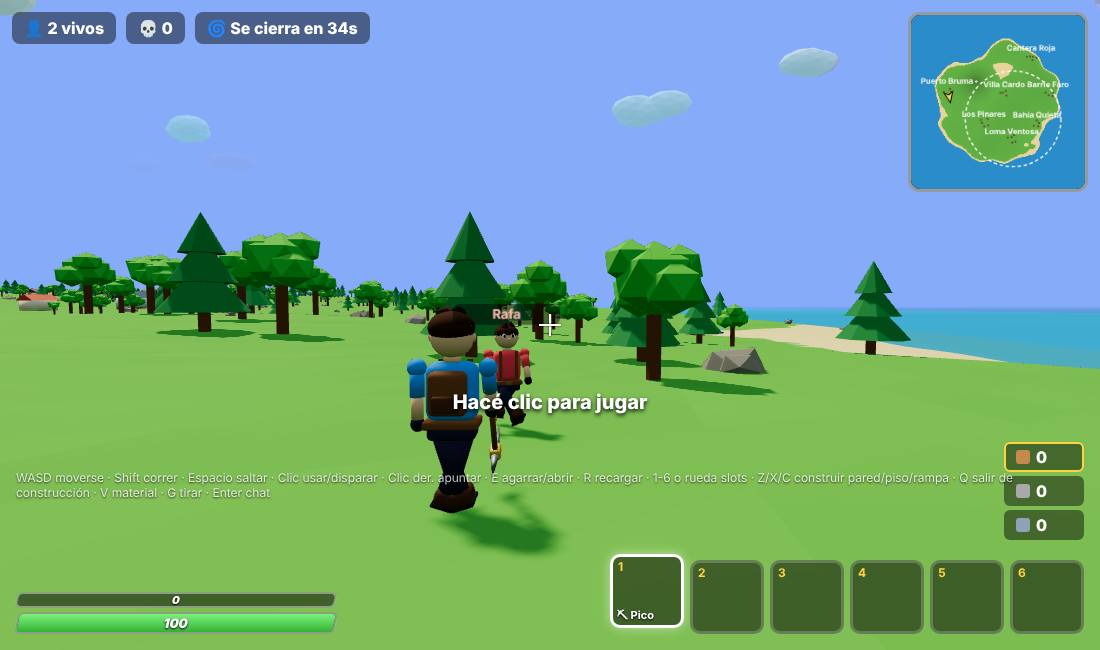 2 vivos
0
Se cierra en 34s
Cantera Roja
Puerto Bruma
Villa Cardo
Barrio Faro
Los Pinares
Bahía Quieta
Loma Ventosa
Rafa
Hacé clic para jugar
WASD moverse · Shift correr · Espacio saltar · Clic usar/disparar · Clic der. apuntar · E agarrar/abrir · R recargar · 1-6 o rueda slots · Z/X/C construir pared/piso/rampa · Q salir de
construcción · V material · G tirar · Enter chat
0
0
0
0
100
1
Pico
2
3
4
5
6